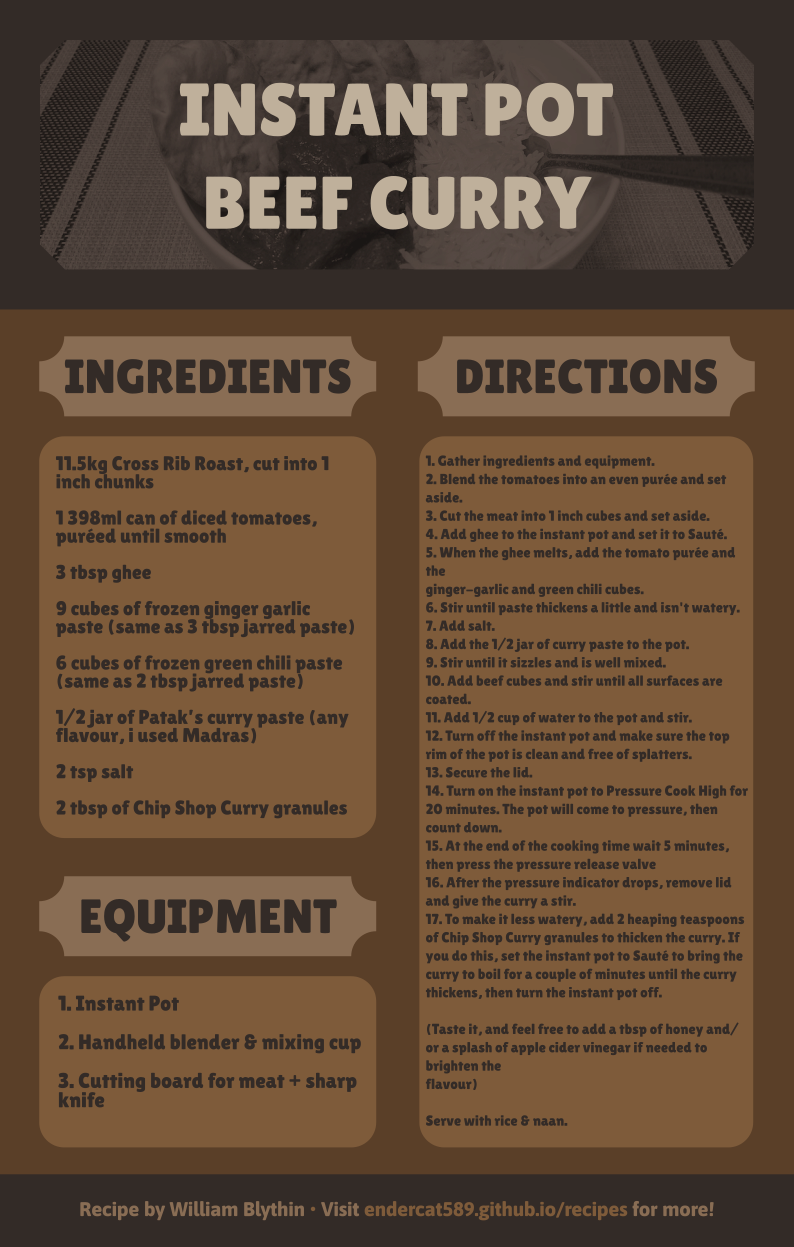 INSTANT POT
BEEF CURRY
INGREDIENTS
11.5kg Cross Rib Roast, cut into 1
inch chunks
1 398ml can of diced tomatoes,
puréed until smooth
3 tbsp ghee
9 cubes of frozen ginger garlic
paste (same as 3 tbsp jarred paste)
6 cubes of frozen green chili paste
(same as 2 tbsp jarred paste)
1/2 jar of Patak's curry paste (any
flavour, i used Madras)
2 tsp salt
2 tbsp of Chip Shop Curry granules
EQUIPMENT
1. Instant Pot
2. Handheld blender & mixing cup
3. Cutting board for meat + sharp
knife
DIRECTIONS
1. Gather ingredients and equipment.
2. Blend the tomatoes into an even purée and set
aside.
3. Cut the meat into 1 inch cubes and set aside.
4. Add ghee to the instant pot and set it to Sauté.
5. When the ghee melts, add the tomato purée and
the
ginger–garlic and green chili cubes.
6. Stir until paste thickens a little and isn't watery.
7. Add salt.
8. Add the 1/2 jar of curry paste to the pot.
9. Stir until it sizzles and is well mixed.
10. Add beef cubes and stir until all surfaces are
coated.
11. Add 1/2 cup of water to the pot and stir.
12. Turn off the instant pot and make sure the top
rim of the pot is clean and free of splatters.
13. Secure the lid.
14. Turn on the instant pot to Pressure Cook High for
20 minutes. The pot will come to pressure, then
count down.
15. At the end of the cooking time wait 5 minutes,
then press the pressure release valve
16. After the pressure indicator drops, remove lid
and give the curry a stir.
17. To make it less watery, add 2 heaping teaspoons
of Chip Shop Curry granules to thicken the curry. If
you do this, set the instant pot to Sauté to bring the
curry to boil for a couple of minutes until the curry
thickens, then turn the instant pot off.
(Taste it, and feel free to add a tbsp of honey and/
or a splash of apple cider vinegar if needed to
brighten the
flavour)
Serve with rice & naan.
Recipe by William Blythin • Visit endercat589.github.io/recipes for more!